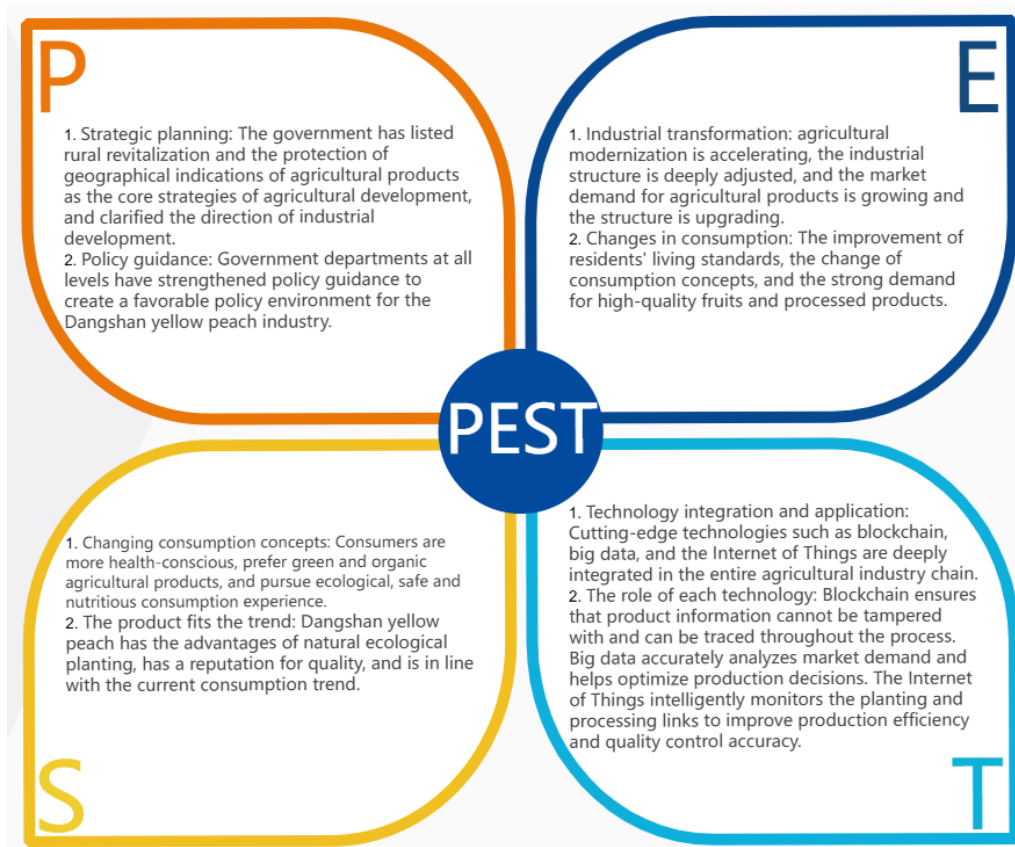 P
1. Strategic planning: The government has listed
rural revitalization and the protection of
geographical indications of agricultural products
as the core strategies of agricultural development,
and clarified the direction of industrial
development.
2. Policy guidance: Government departments at all
levels have strengthened policy guidance to
create a favorable policy environment for the
Dangshan yellow peach industry.
E
1. Industrial transformation: agricultural
modernization is accelerating, the industrial
structure is deeply adjusted, and the market
demand for agricultural products is growing and
the structure is upgrading.
2. Changes in consumption: The improvement of
residents' living standards, the change of
consumption concepts, and the strong demand
for high-quality fruits and processed products.
PEST
1. Changing consumption concepts: Consumers are
more health-conscious, prefer green and organic
agricultural products, and pursue ecological, safe and
nutritious consumption experience.
2. The product fits the trend: Dangshan yellow
peach has the advantages of natural ecological
planting, has a reputation for quality, and is in line
with the current consumption trend.
S
1. Technology integration and application:
Cutting-edge technologies such as blockchain,
big data, and the Internet of Things are deeply
integrated in the entire agricultural industry chain.
2. The role of each technology: Blockchain ensures
that product information cannot be tampered
with and can be traced throughout the process.
Big data accurately analyzes market demand and
helps optimize production decisions. The Internet
of Things intelligently monitors the planting and
processing links to improve production efficiency
and quality control accuracy.
T